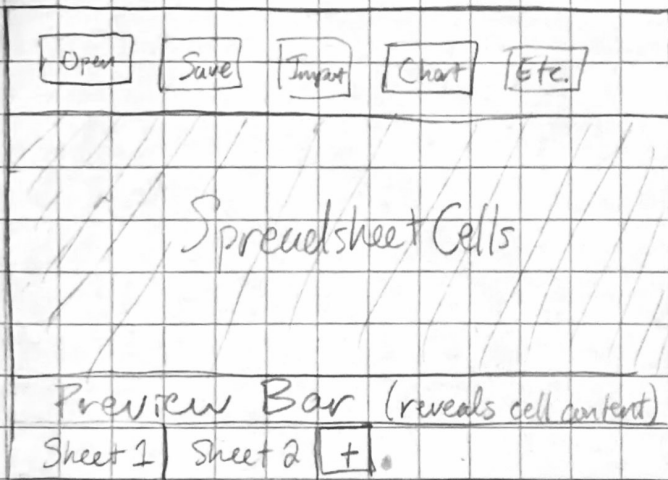 Open Save Import Chart Etc.
Spreadsheet Cells
Preview Bar (reveals cell content)
Sheet 1 Sheet 2 +